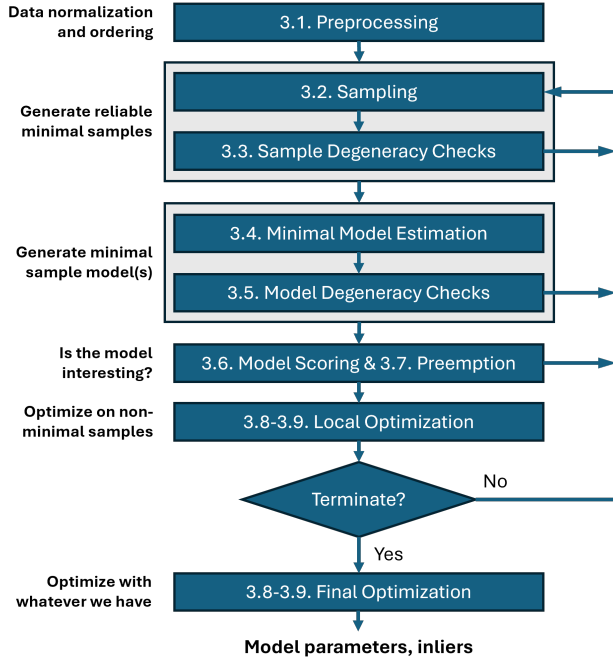 Data normalization
and ordering
3.1. Preprocessing
Generate reliable
minimal samples
3.2. Sampling
3.3. Sample Degeneracy Checks
Generate minimal
sample model(s)
3.4. Minimal Model Estimation
3.5. Model Degeneracy Checks
Is the model
interesting?
3.6. Model Scoring & 3.7. Preemption
Optimize on non-
minimal samples
3.8-3.9. Local Optimization
Terminate?
No
Yes
Optimize with
whatever we have
3.8-3.9. Final Optimization
Model parameters, inliers